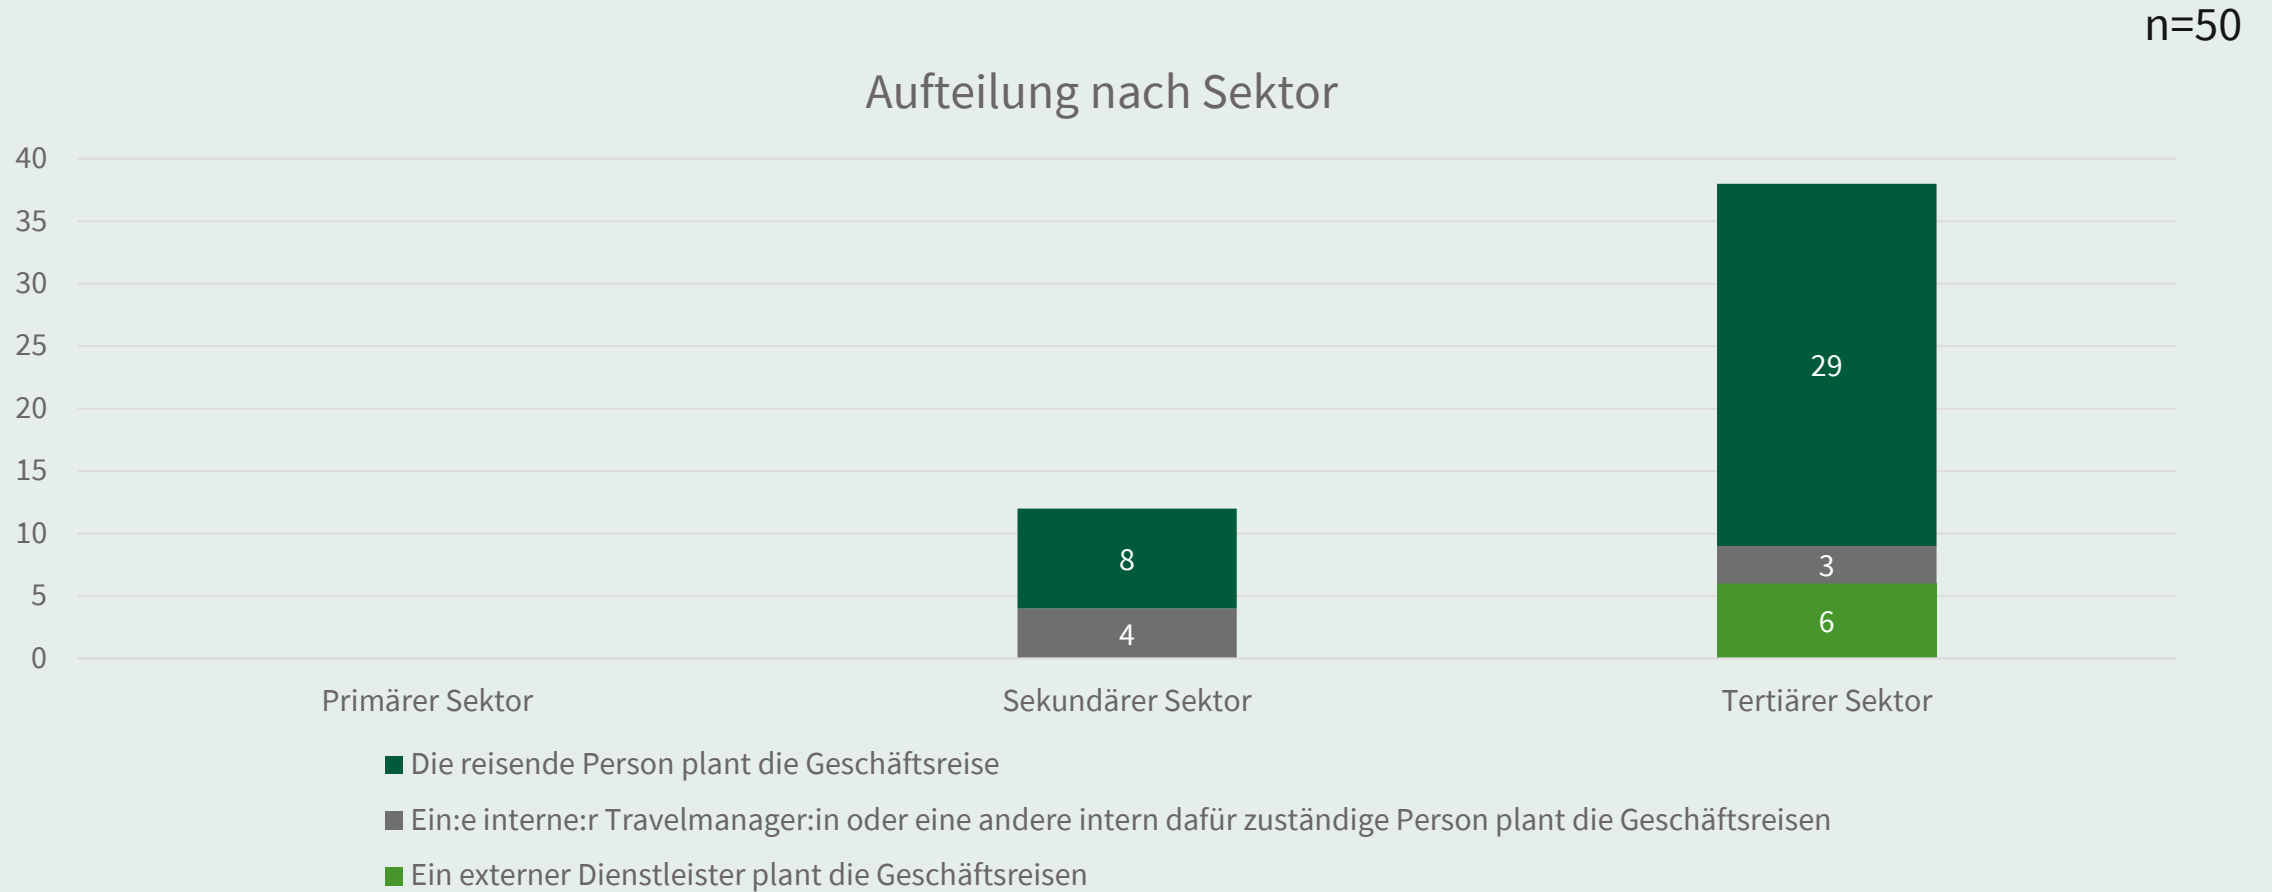 n=50
Aufteilung nach Sektor
40
35
30
25
20
15
10
5
0
29
8
3
4
6
Primärer Sektor
Sekundärer Sektor
Tertiärer Sektor
Die reisende Person plant die Geschäftsreise
Ein:e interne:r Travelmanager:in oder eine andere intern dafür zuständige Person plant die Geschäftsreisen
Ein externer Dienstleister plant die Geschäftsreisen